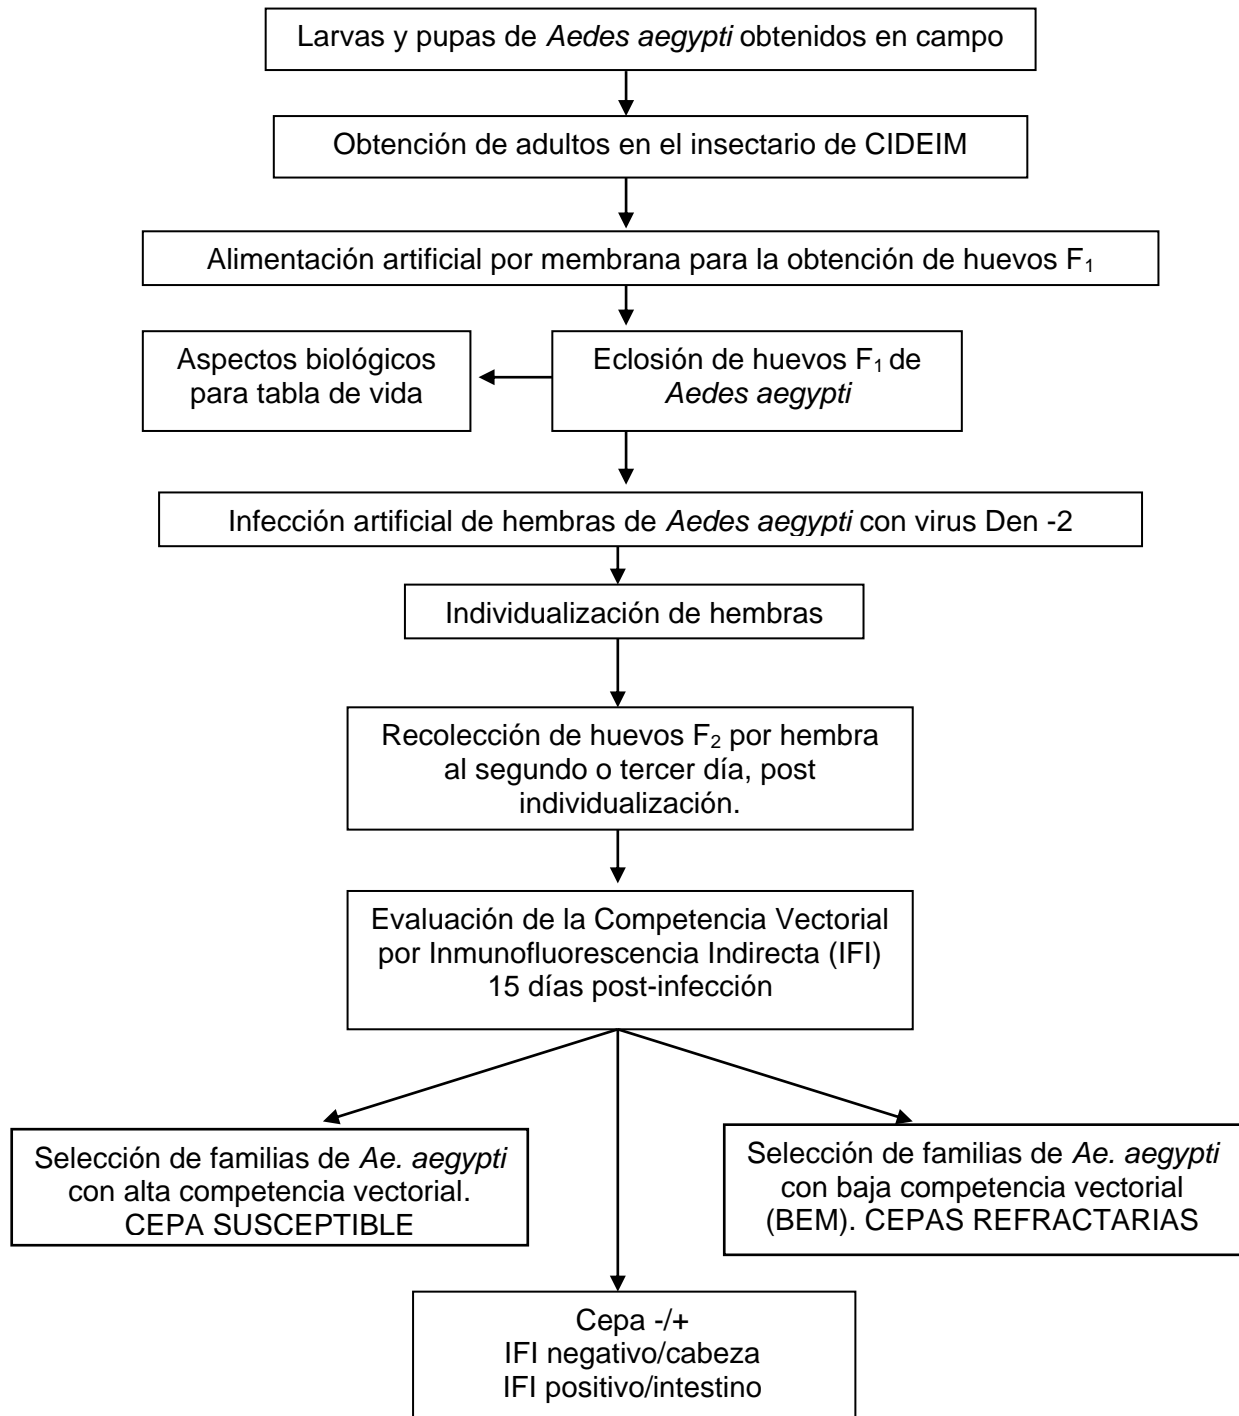 Larvas y pupas de Aedes aegypti obtenidos en campo
Obtención de adultos en el insectario de CIDEIM
Alimentación artificial por membrana para la obtención de huevos F₁
Aspectos biológicos
para tabla de vida
Eclosión de huevos F₁ de
Aedes aegypti
Infección artificial de hembras de Aedes aegypti con virus Den -2
Individualización de hembras
Recolección de huevos F₂ por hembra
al segundo o tercer día, post
individualización.
Evaluación de la Competencia Vectorial
por Inmunofluorescencia Indirecta (IFI)
15 días post-infección
Selección de familias de Ae. aegypti
con alta competencia vectorial.
CEPA SUSCEPTIBLE
Selección de familias de Ae. aegypti
con baja competencia vectorial
(BEM). CEPAS REFRACTARIAS
Cepa -/+
IFI negativo/cabeza
IFI positivo/intestino